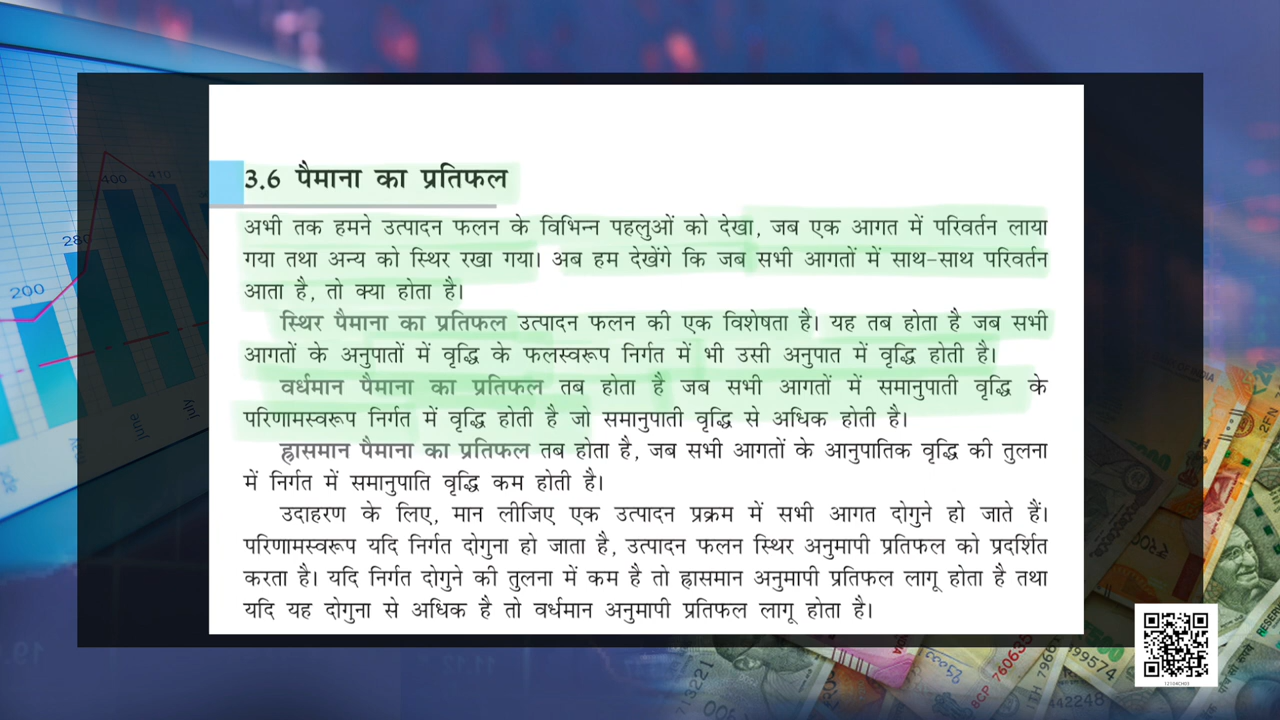 3.6 पैमाना का प्रतिफल
अभी तक हमने उत्पादन फलन के विभिन्न पहलुओं को देखा, जब एक आगत में परिवर्तन लाया
गया तथा अन्य को स्थिर रखा गया। अब हम देखेंगे कि जब सभी आगतों में साथ-साथ परिवर्तन
आता है, तो क्या होता है।
स्थिर पैमाना का प्रतिफल उत्पादन फलन की एक विशेषता है। यह तब होता है जब सभी
आगतों के अनुपातों में वृद्धि के फलस्वरूप निर्गत में भी उसी अनुपात में वृद्धि होती है।
वर्धमान पैमाना का प्रतिफल तब होता है जब सभी आगतों में समानुपाती वृद्धि के
परिणामस्वरूप निर्गत में वृद्धि होती है जो समानुपाती वृद्धि से अधिक होती है।
ह्रासमान पैमाना का प्रतिफल तब होता है, जब सभी आगतों के आनुपातिक वृद्धि की तुलना
में निर्गत में समानुपाति वृद्धि कम होती है।
उदाहरण के लिए, मान लीजिए एक उत्पादन प्रक्रम में सभी आगत दोगुने हो जाते हैं।
परिणामस्वरूप यदि निर्गत दोगुना हो जाता है, उत्पादन फलन स्थिर अनुमापी प्रतिफल को प्रदर्शित
करता है। यदि निर्गत दोगुने की तुलना में कम है तो ह्रासमान अनुमापी प्रतिफल लागू होता है तथा
यदि यह दोगुना से अधिक है तो वर्धमान अनुमापी प्रतिफल लागू होता है।
200
400
410
june
july